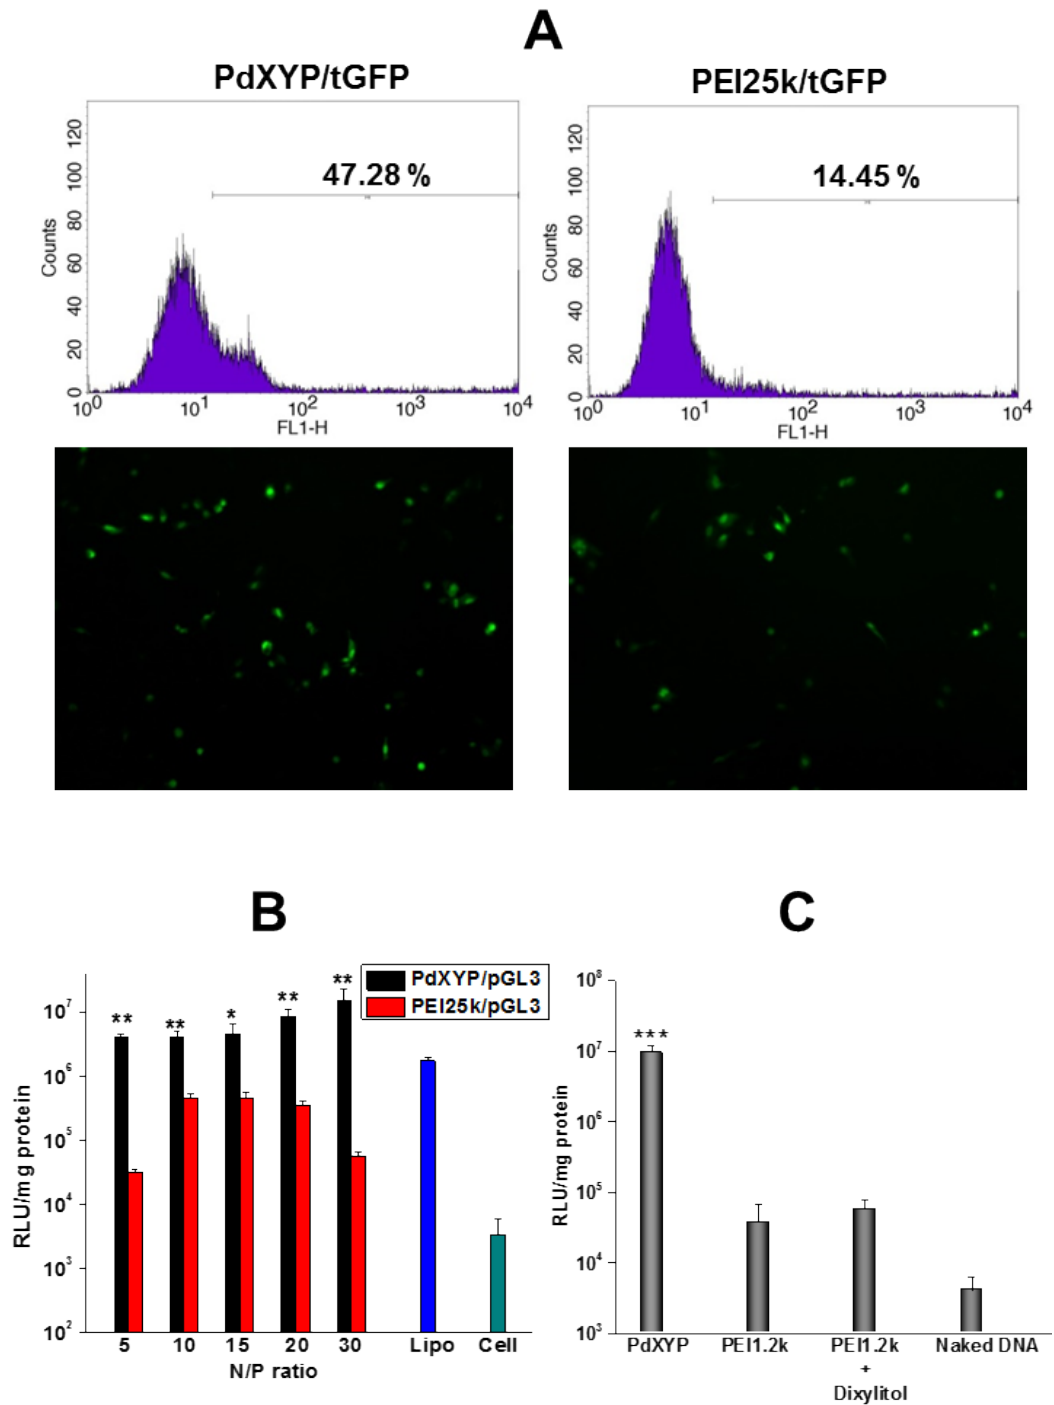 A
PdXYP/tGFP
PEI25k/tGFP
47.28 %
14.45 %
Counts
120
100
80
60
40
20
0
10^0 10^1 10^2 10^3 10^4
FL1-H
Counts
120
100
80
60
40
20
0
10^0 10^1 10^2 10^3 10^4
FL1-H
B
C
PdXYP/pGL3
PEI25k/pGL3
** ** * ** **
RLU/mg protein
10^7
10^6
10^5
10^4
10^3
10^2
5 10 15 20 30 Lipo Cell
N/P ratio
***
RLU/mg protein
10^8
10^7
10^6
10^5
10^4
10^3
PdXYP PEI1.2k PEI1.2k Naked DNA
+
Dixylitol